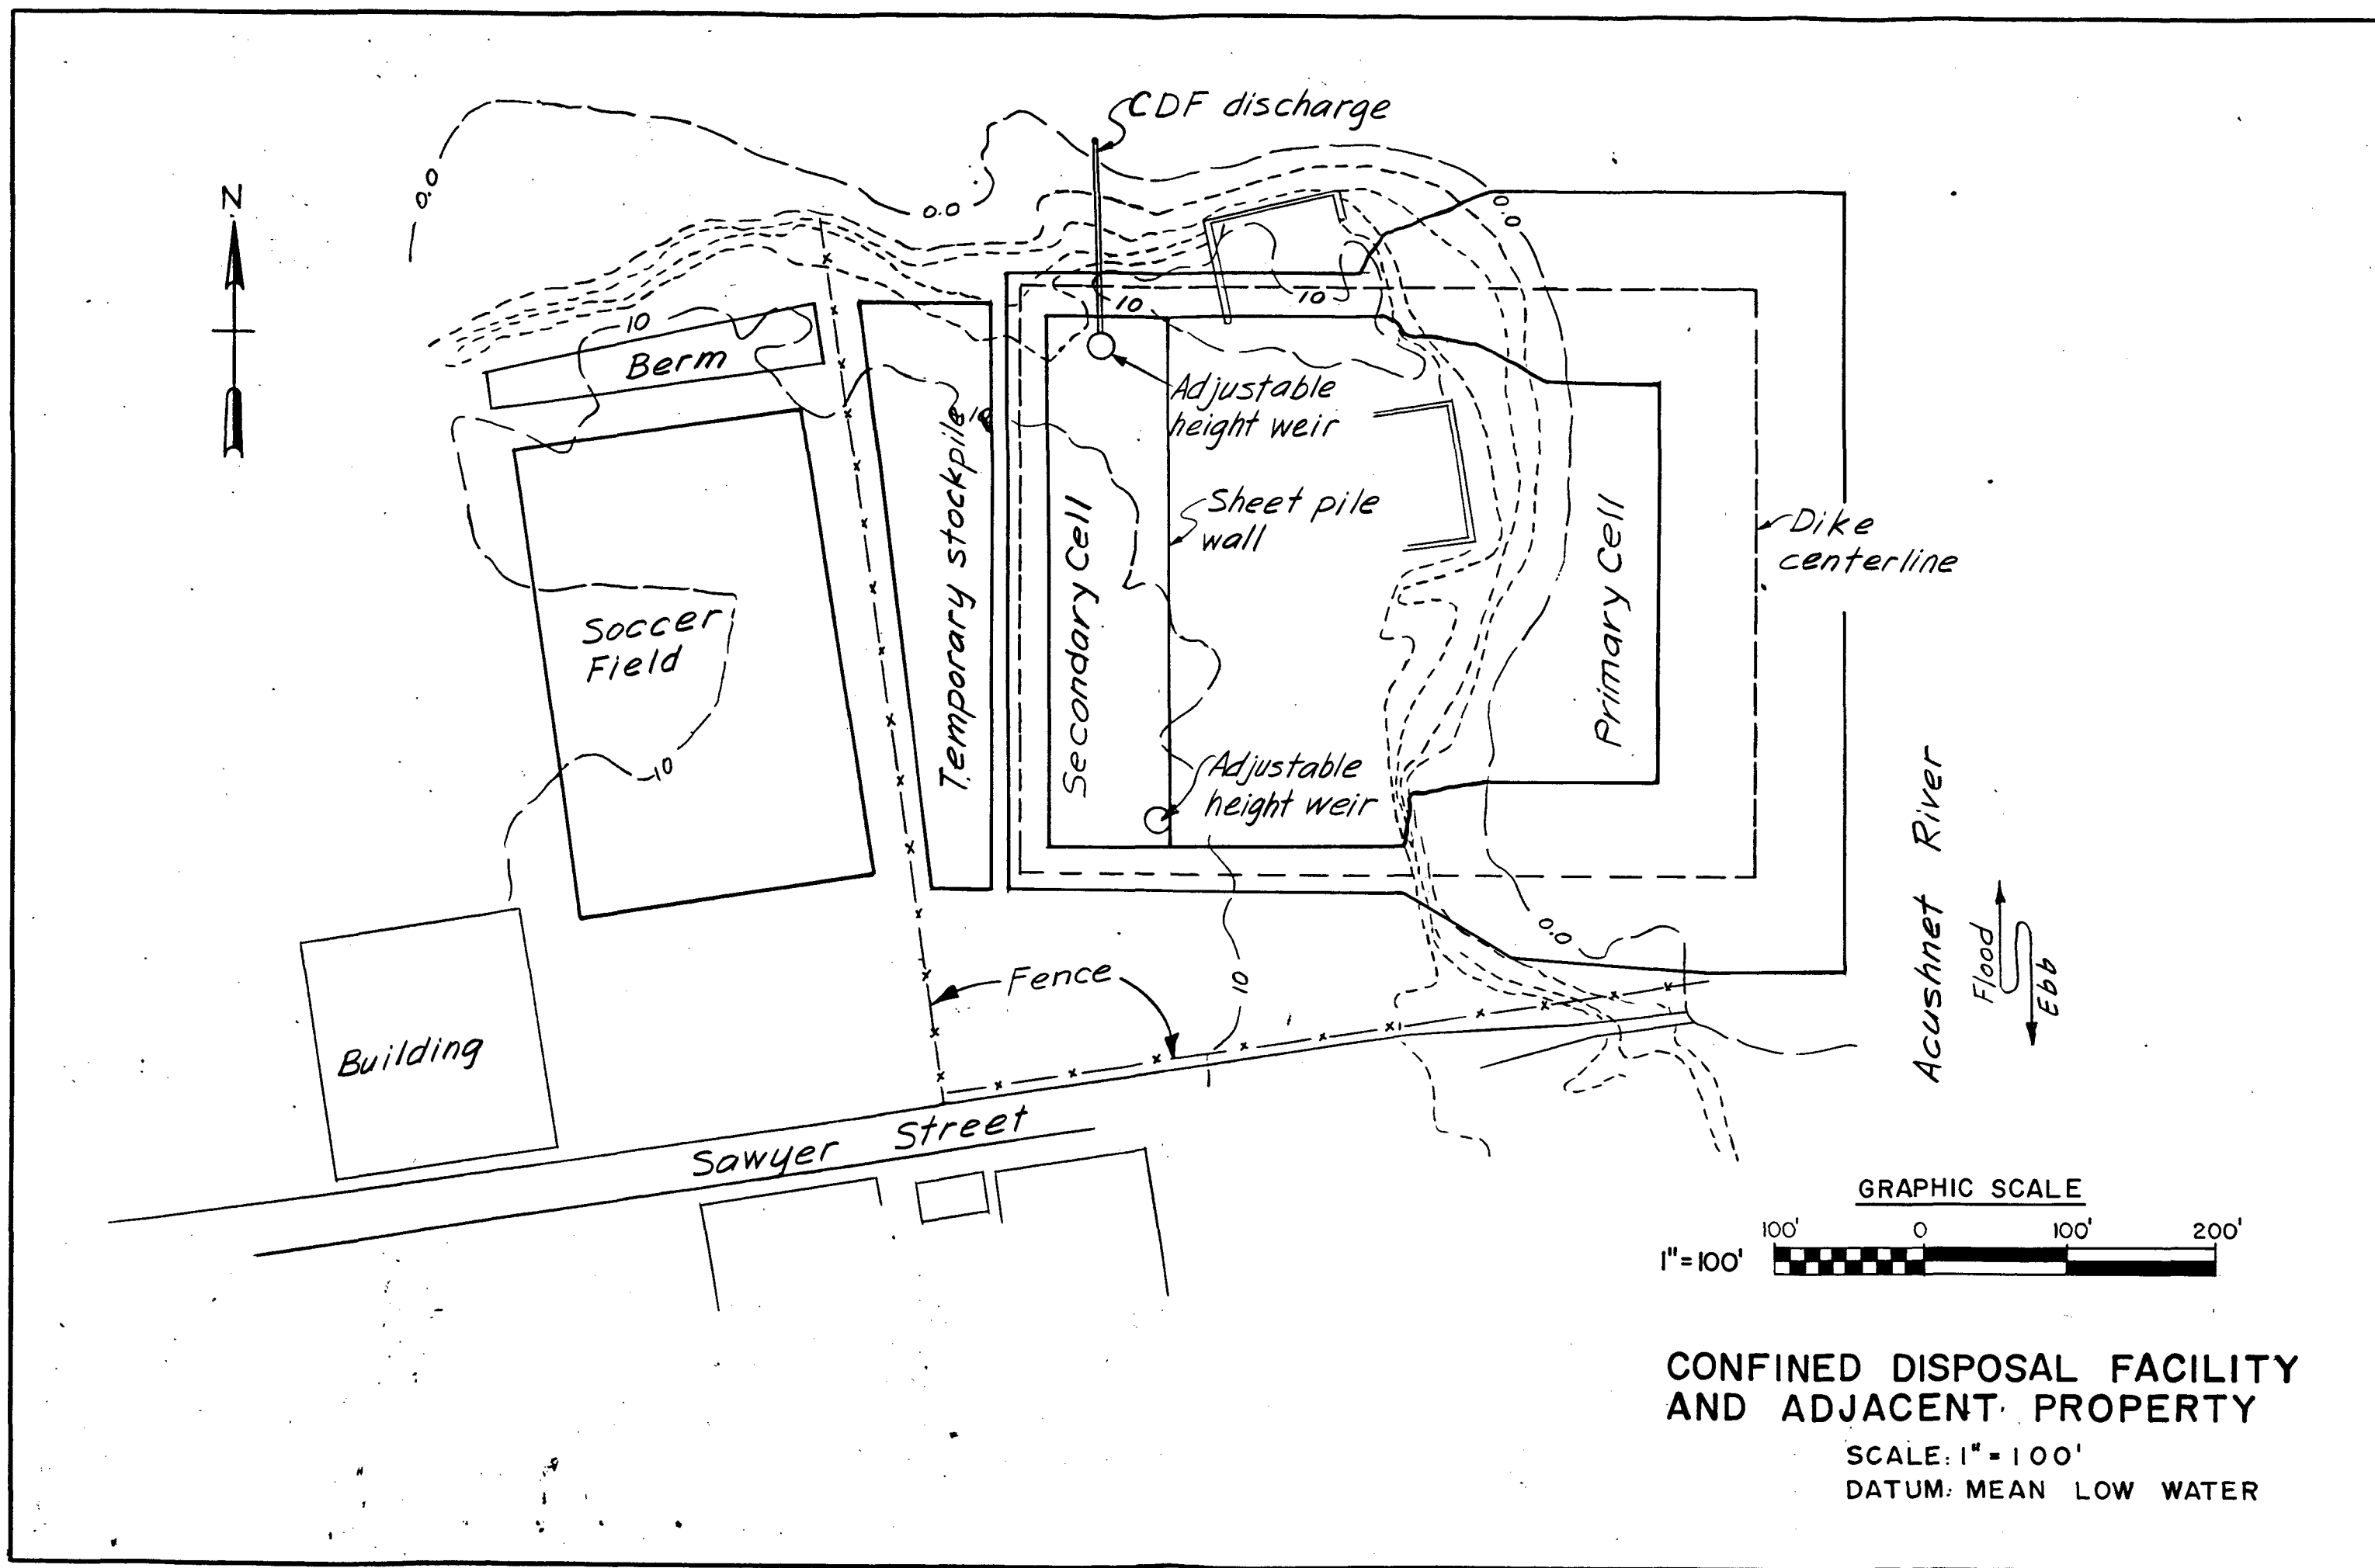 CDF discharge
N
0.0
0.0
0.0
10
10
10
Berm
Adjustable
height weir
10
Temporary stockpile
Secondary Cell
Sheet pile
wall
Primary Cell
Dike
centerline
Soccer
Field
10
Adjustable
height weir
Acushnet River
Flood
Ebb
0.0
Fence
10
Building
Sawyer Street
GRAPHIC SCALE
100' 0 100' 200'
1"=100'
CONFINED DISPOSAL FACILITY
AND ADJACENT PROPERTY
SCALE: 1" = 100'
DATUM: MEAN LOW WATER